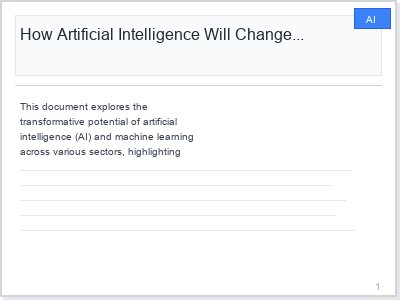 AI
How Artificial Intelligence Will Change...
This document explores the
transformative potential of artificial
intelligence (AI) and machine learning
across various sectors, highlighting
1